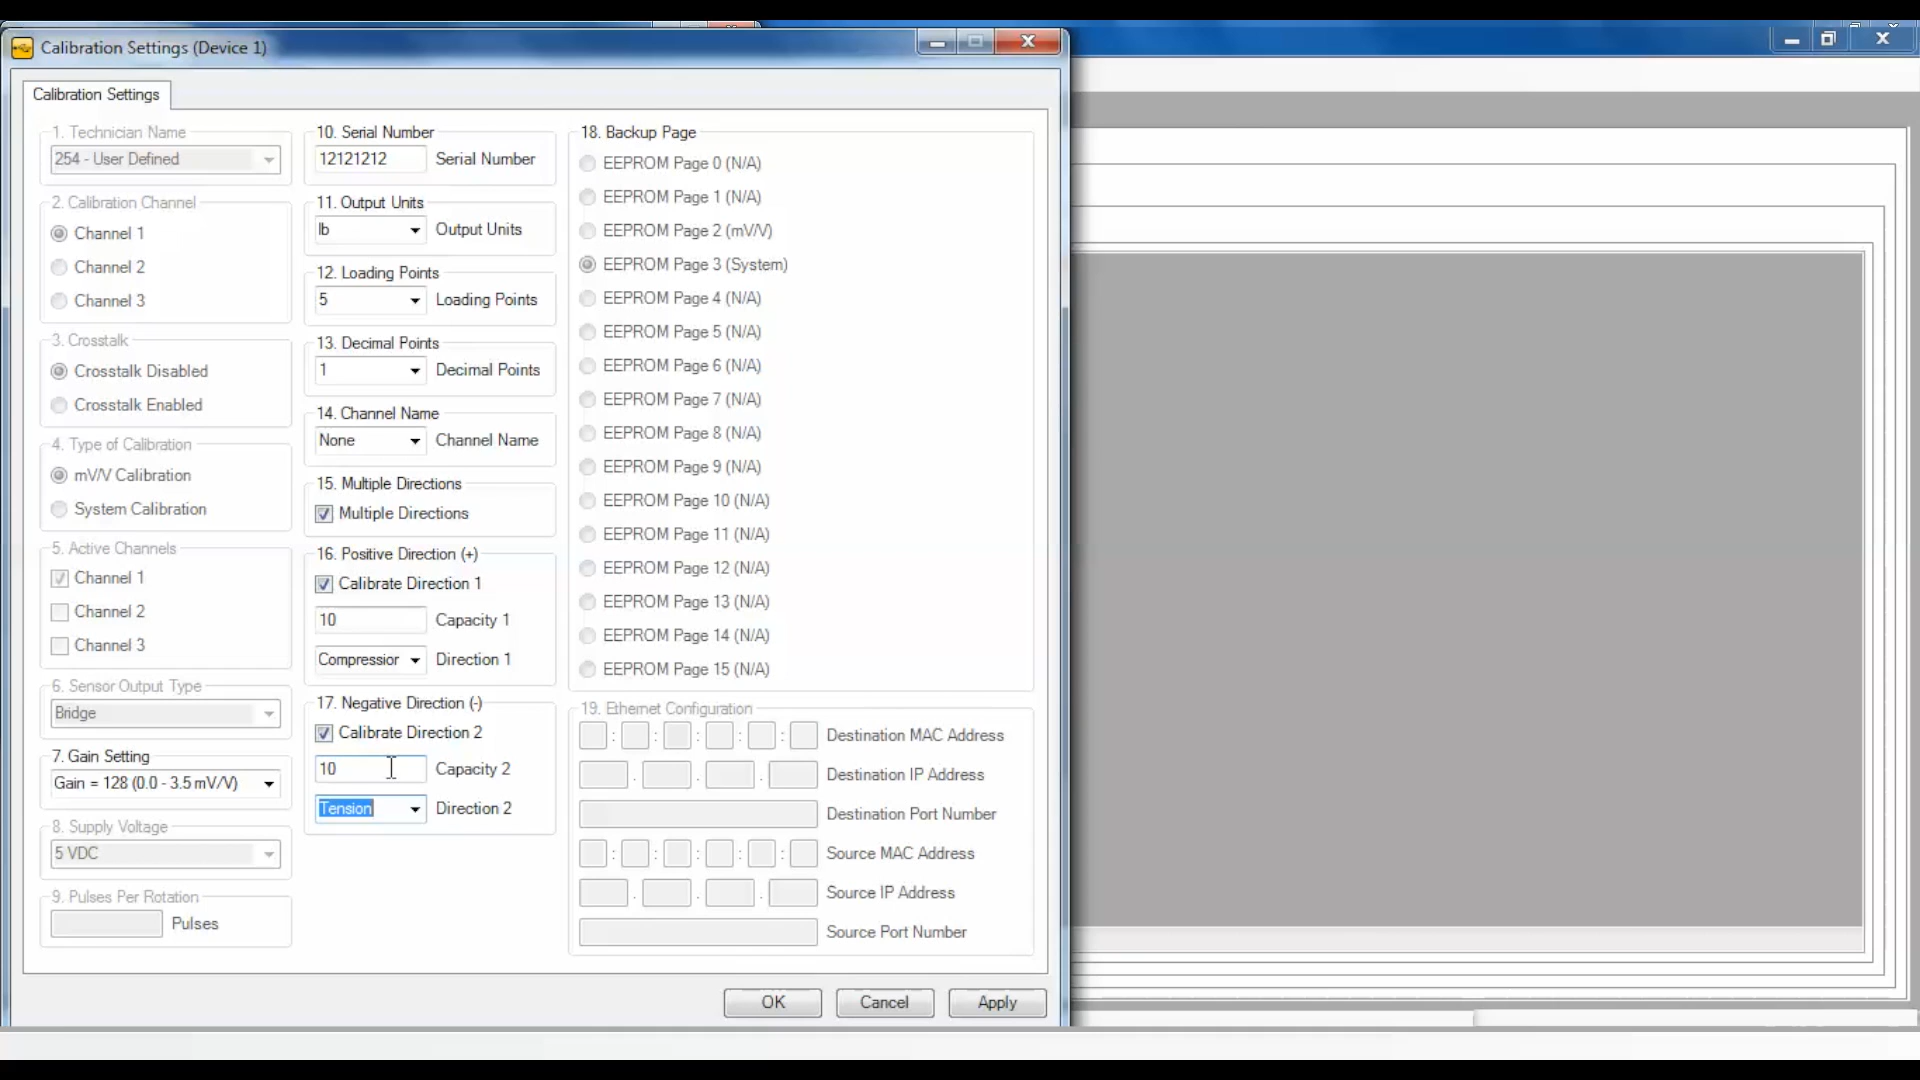 Calibration Settings (Device 1)
Calibration Settings
1. Technician Name
254 - User Defined
2. Calibration Channel
Channel 1
Channel 2
Channel 3
3. Crosstalk
Crosstalk Disabled
Crosstalk Enabled
4. Type of Calibration
mV/V Calibration
System Calibration
5. Active Channels
Channel 1
Channel 2
Channel 3
6. Sensor Output Type
Bridge
7. Gain Setting
Gain = 128 (0.0 - 3.5 mV/V)
8. Supply Voltage
5 VDC
9. Pulses Per Rotation
Pulses
10. Serial Number
12121212 Serial Number
11. Output Units
lb Output Units
12. Loading Points
5 Loading Points
13. Decimal Points
1 Decimal Points
14. Channel Name
None Channel Name
15. Multiple Directions
Multiple Directions
16. Positive Direction (+)
Calibrate Direction 1
10 Capacity 1
Compression Direction 1
17. Negative Direction (-)
Calibrate Direction 2
10 Capacity 2
Tension Direction 2
18. Backup Page
EEPROM Page 0 (N/A)
EEPROM Page 1 (N/A)
EEPROM Page 2 (mV/V)
EEPROM Page 3 (System)
EEPROM Page 4 (N/A)
EEPROM Page 5 (N/A)
EEPROM Page 6 (N/A)
EEPROM Page 7 (N/A)
EEPROM Page 8 (N/A)
EEPROM Page 9 (N/A)
EEPROM Page 10 (N/A)
EEPROM Page 11 (N/A)
EEPROM Page 12 (N/A)
EEPROM Page 13 (N/A)
EEPROM Page 14 (N/A)
EEPROM Page 15 (N/A)
19. Ethernet Configuration
: : : : : Destination MAC Address
. . . Destination IP Address
Destination Port Number
: : : : : Source MAC Address
. . . Source IP Address
Source Port Number
OK Cancel Apply